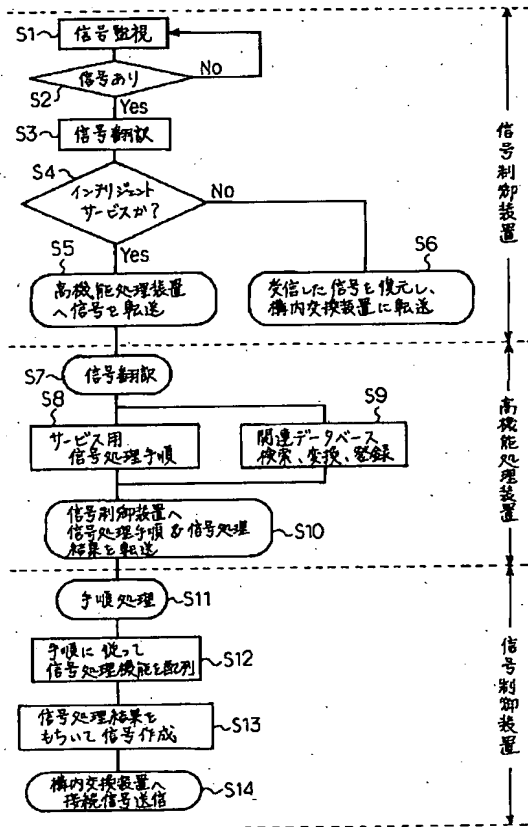 S1
信号監視
S2
信号あり
No
Yes
S3
信号翻訳
S4
インテリジェント
サービスか?
No
Yes
S5
高機能処理装置
へ信号を転送
S6
受信した信号を復元し、
構内交換装置に転送
信号制御装置
S7
信号翻訳
S8
サービス用
信号処理手順
S9
関連データベース
検索、変換、登録
信号制御装置へ
信号処理手順&信号処理
結果を転送
S10
高機能処理装置
手順処理
S11
手順に従って
信号処理機能を配列
S12
信号処理結果を
もちいて信号作成
S13
構内交換装置へ
接続信号送信
S14
信号制御装置